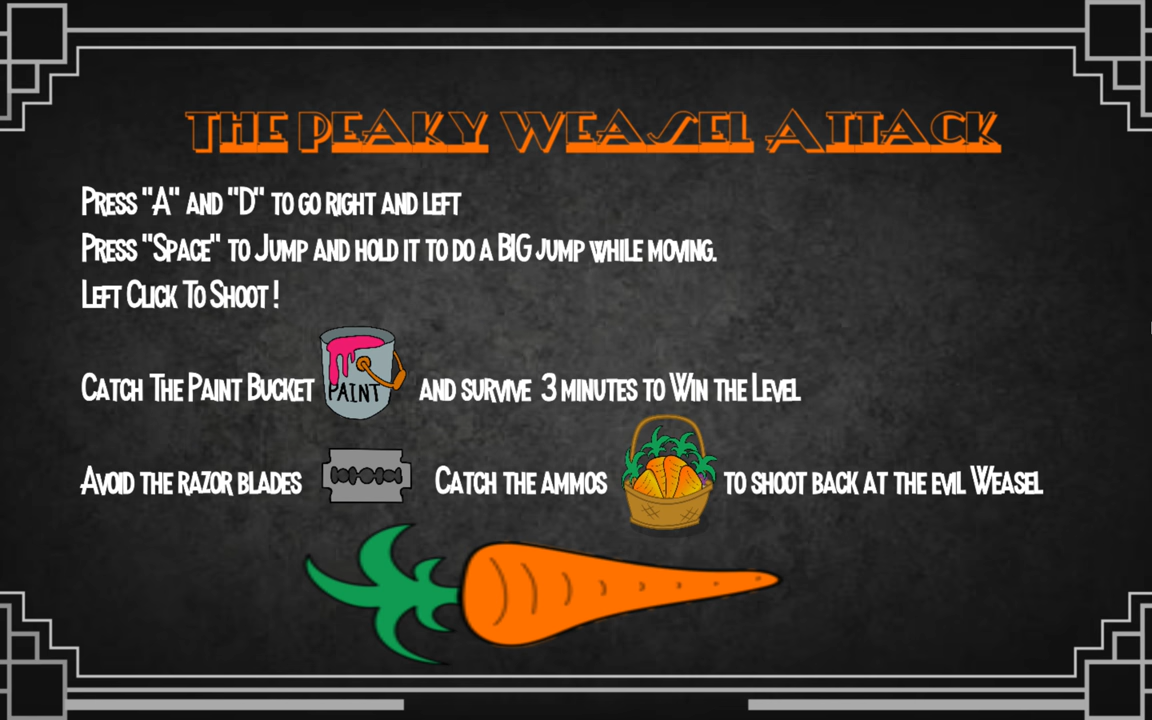 The Peaky Weasel Attack
Press "A" and "D" to go right and left
Press "Space" to Jump and hold it to do a BIG jump while moving.
Left Click To Shoot !
Catch The Paint Bucket PAINT and survive 3 minutes to Win the Level
Avoid the razor blades Catch the ammos to shoot back at the evil Weasel